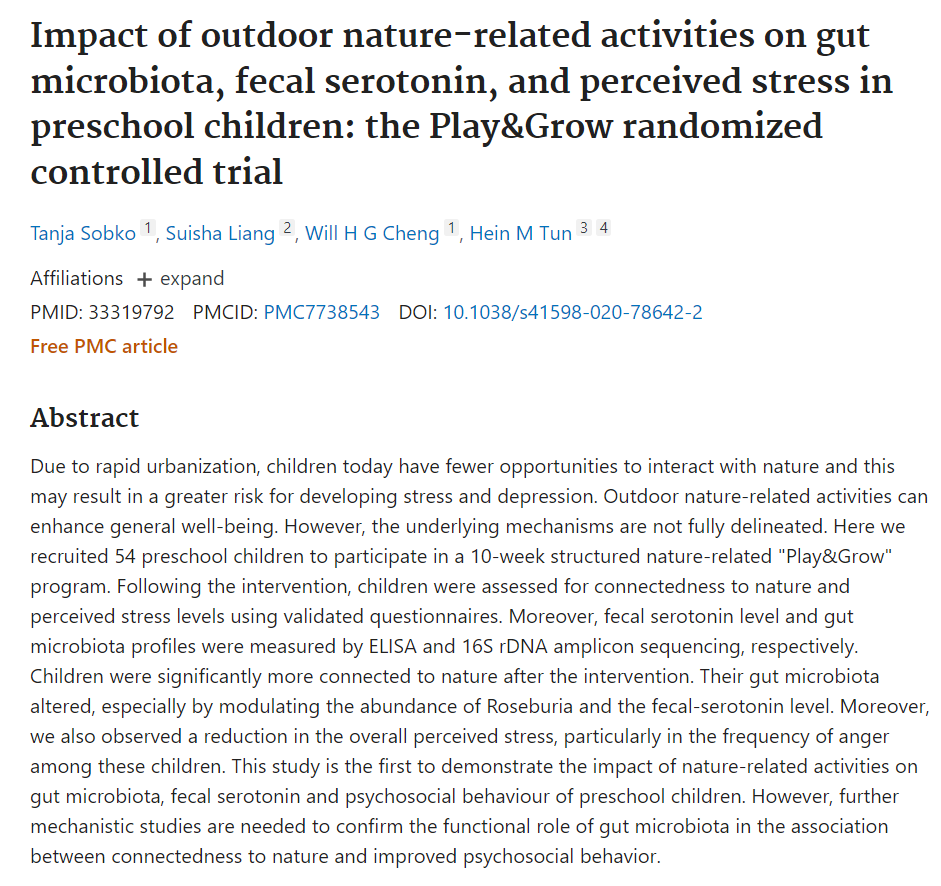 Impact of outdoor nature-related activities on gut
microbiota, fecal serotonin, and perceived stress in
preschool children: the Play&Grow randomized
controlled trial
Tanja Sobko 1, Suisha Liang 2, Will H G Cheng 1, Hein M Tun 3 4
Affiliations + expand
PMID: 33319792 PMCID: PMC7738543 DOI: 10.1038/s41598-020-78642-2
Free PMC article
Abstract
Due to rapid urbanization, children today have fewer opportunities to interact with nature and this
may result in a greater risk for developing stress and depression. Outdoor nature-related activities can
enhance general well-being. However, the underlying mechanisms are not fully delineated. Here we
recruited 54 preschool children to participate in a 10-week structured nature-related "Play&Grow"
program. Following the intervention, children were assessed for connectedness to nature and
perceived stress levels using validated questionnaires. Moreover, fecal serotonin level and gut
microbiota profiles were measured by ELISA and 16S rDNA amplicon sequencing, respectively.
Children were significantly more connected to nature after the intervention. Their gut microbiota
altered, especially by modulating the abundance of Roseburia and the fecal-serotonin level. Moreover,
we also observed a reduction in the overall perceived stress, particularly in the frequency of anger
among these children. This study is the first to demonstrate the impact of nature-related activities on
gut microbiota, fecal serotonin and psychosocial behaviour of preschool children. However, further
mechanistic studies are needed to confirm the functional role of gut microbiota in the association
between connectedness to nature and improved psychosocial behavior.